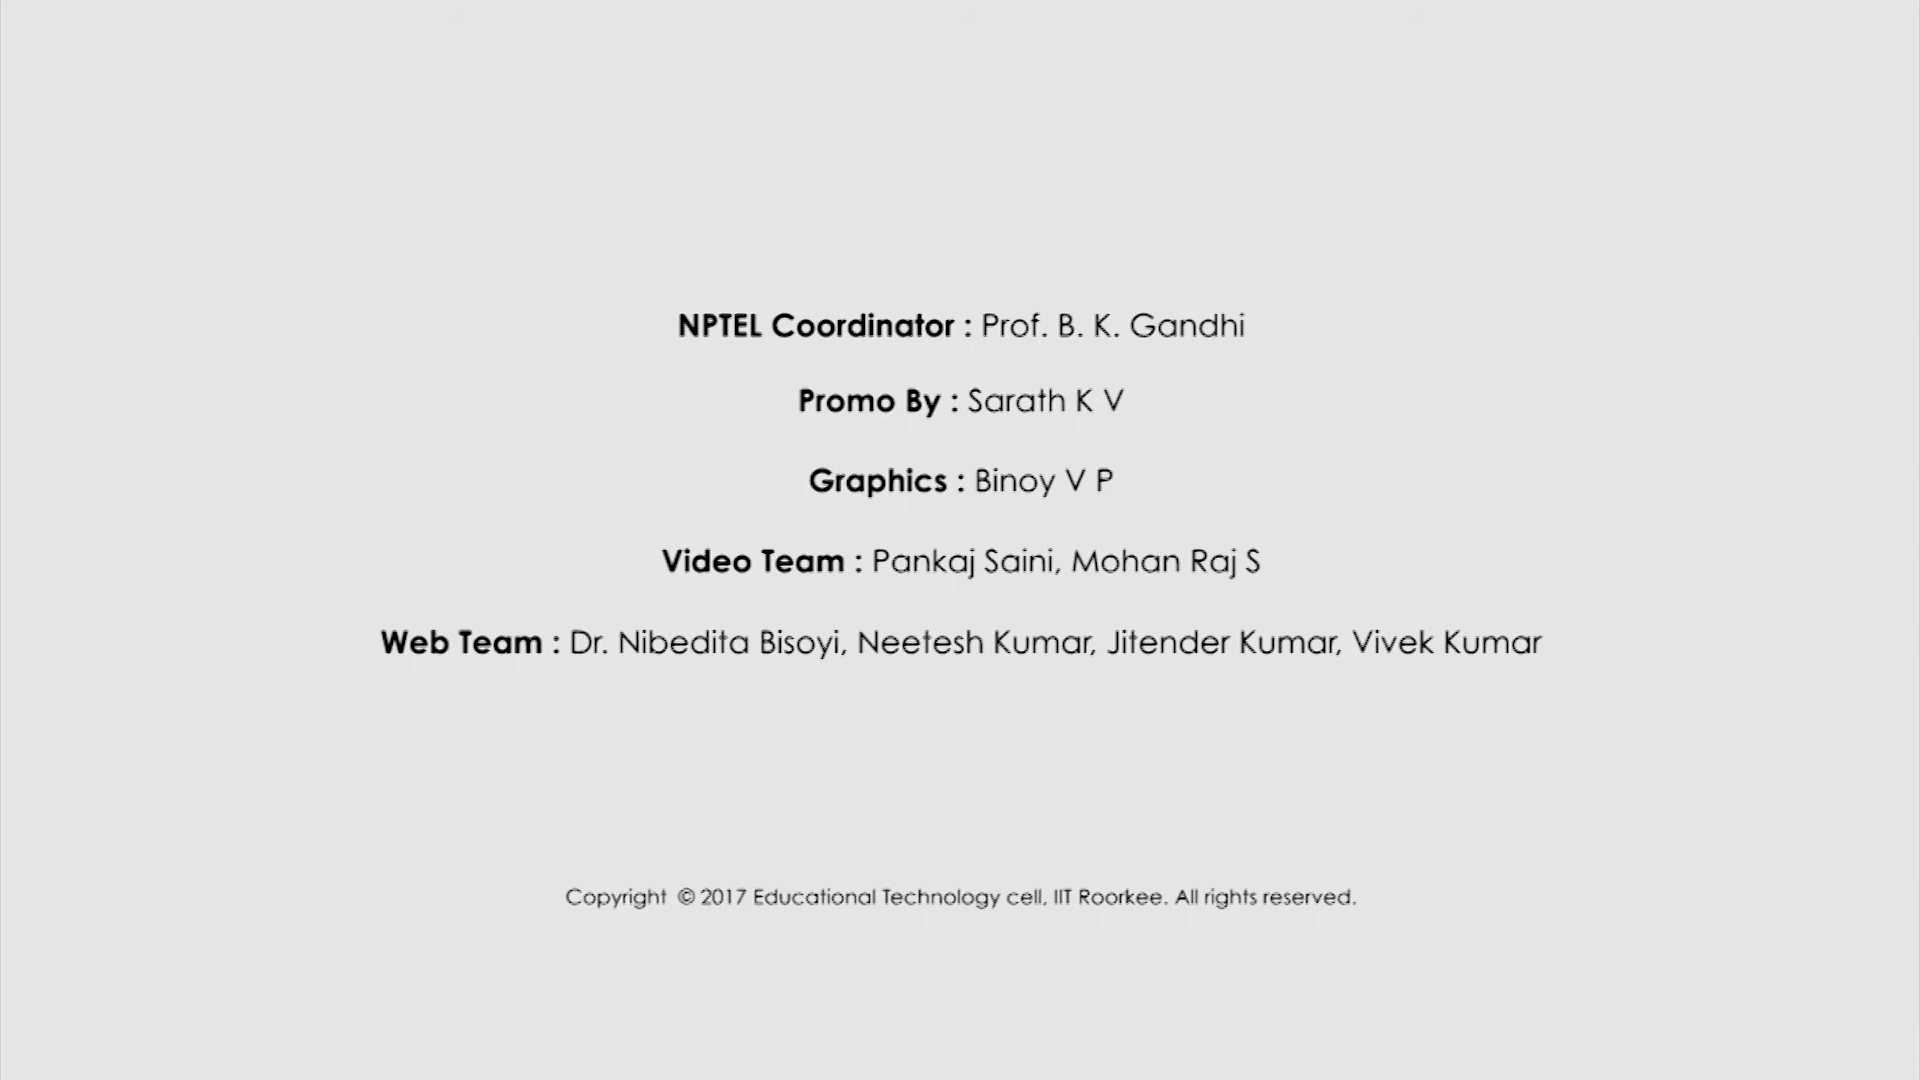 NPTEL Coordinator : Prof. B. K. Gandhi
Promo By : Sarath K V
Graphics : Binoy V P
Video Team : Pankaj Saini, Mohan Raj S
Web Team : Dr. Nibedita Bisoyi, Neetesh Kumar, Jitender Kumar, Vivek Kumar
Copyright © 2017 Educational Technology cell, IIT Roorkee. All rights reserved.